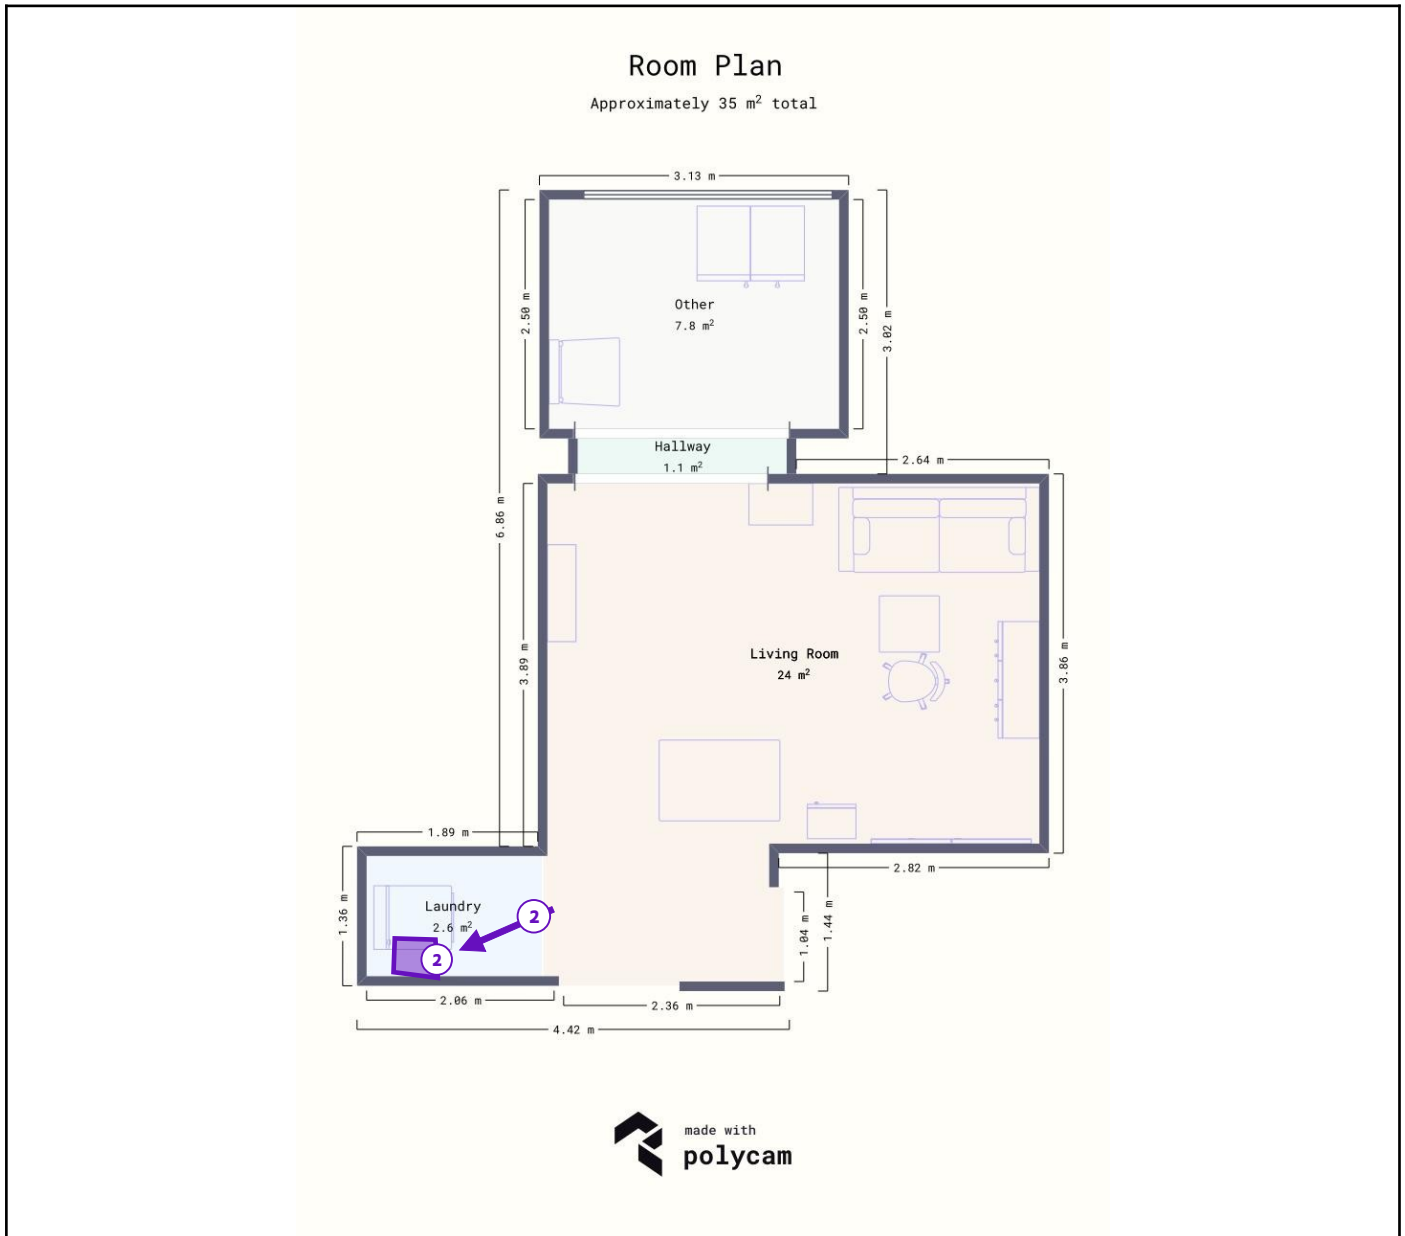 Room Plan
Approximately 35 m² total
3.13 m
2.50 m
Other
7.8 m²
2.50 m
3.02 m
Hallway
1.1 m²
2.64 m
6.86 m
3.89 m
Living Room
24 m²
3.86 m
1.89 m
2.82 m
1.36 m
Laundry
2.6 m²
2
2
1.04 m
1.44 m
2.06 m
2.36 m
4.42 m
made with
polycam